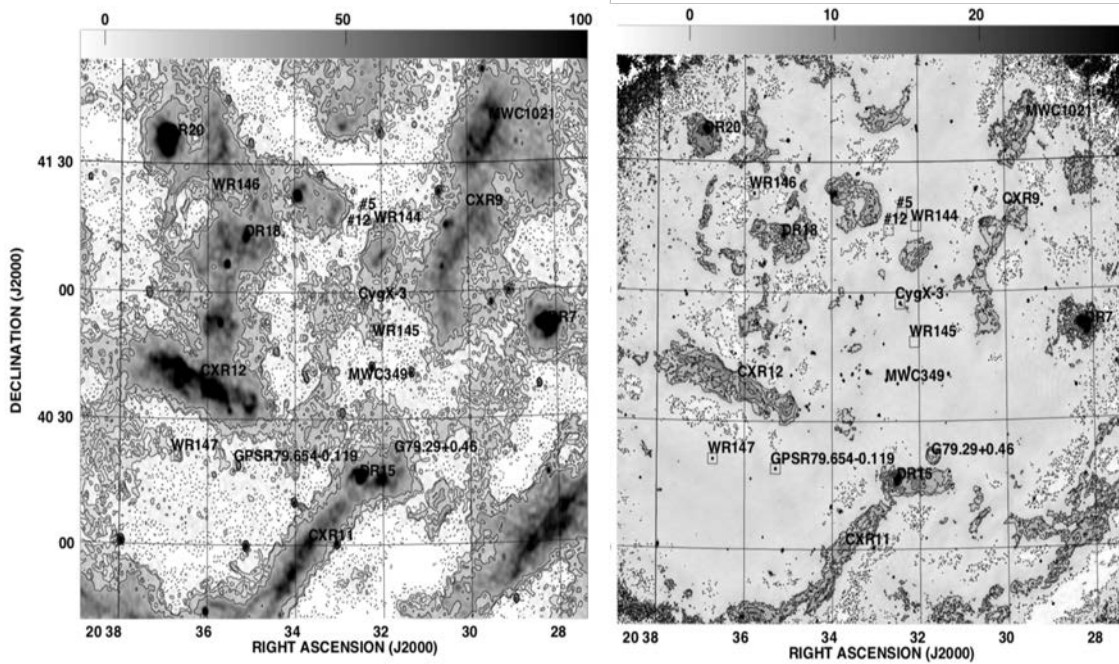 0 50 100
R20
MWC1021
41 30
WR146
#5
CXR9
#12
WR144
DR18
00
CygX-3
DR7
WR145
CXR12
MWC349
40 30
WR147
G79.29+0.46
GPSR79.654-0.119
DR15
CXR11
00
DECLINATION (J2000)
20 38 36 34 32 30 28
RIGHT ASCENSION (J2000)
0 10 20
MWC1021
DR20
WR146
CXR9
#5
#12
WR144
DR18
CygX-3
DR7
WR145
CXR12
MWC349
WR147
G79.29+0.46
GPSR79.654-0.119
DR15
CXR11
20 38 36 34 32 30 28
RIGHT ASCENSION (J2000)